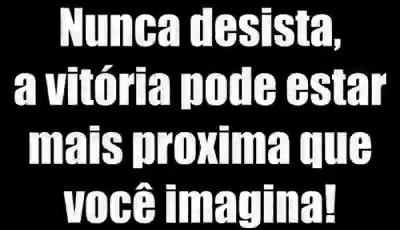 Nunca desista,
a vitória pode estar
mais proxima que
você imagina!